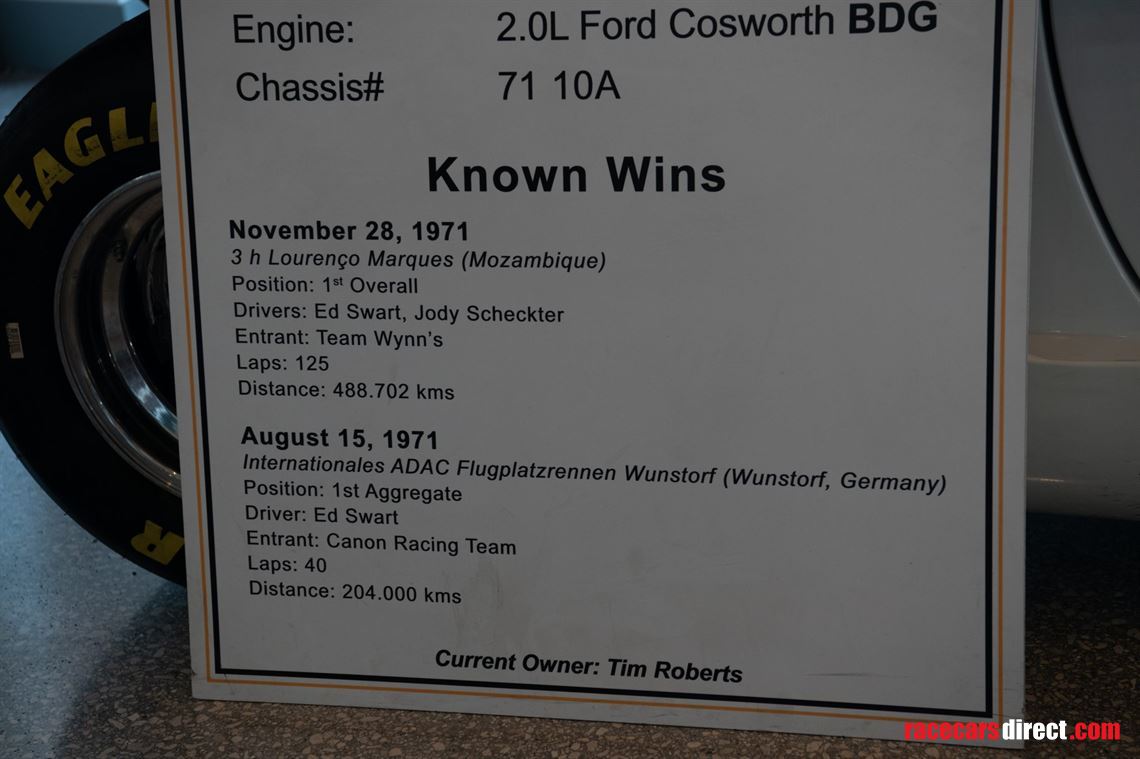 Engine: 2.0L Ford Cosworth BDG
Chassis# 71 10A
Known Wins
November 28, 1971
3 h Lourenço Marques (Mozambique)
Position: 1st Overall
Drivers: Ed Swart, Jody Scheckter
Entrant: Team Wynn's
Laps: 125
Distance: 488.702 kms
August 15, 1971
Internationales ADAC Flugplatzrennen Wunstorf (Wunstorf, Germany)
Position: 1st Aggregate
Driver: Ed Swart
Entrant: Canon Racing Team
Laps: 40
Distance: 204.000 kms
Current Owner: Tim Roberts
EAGL
R
racecarsdirect.com